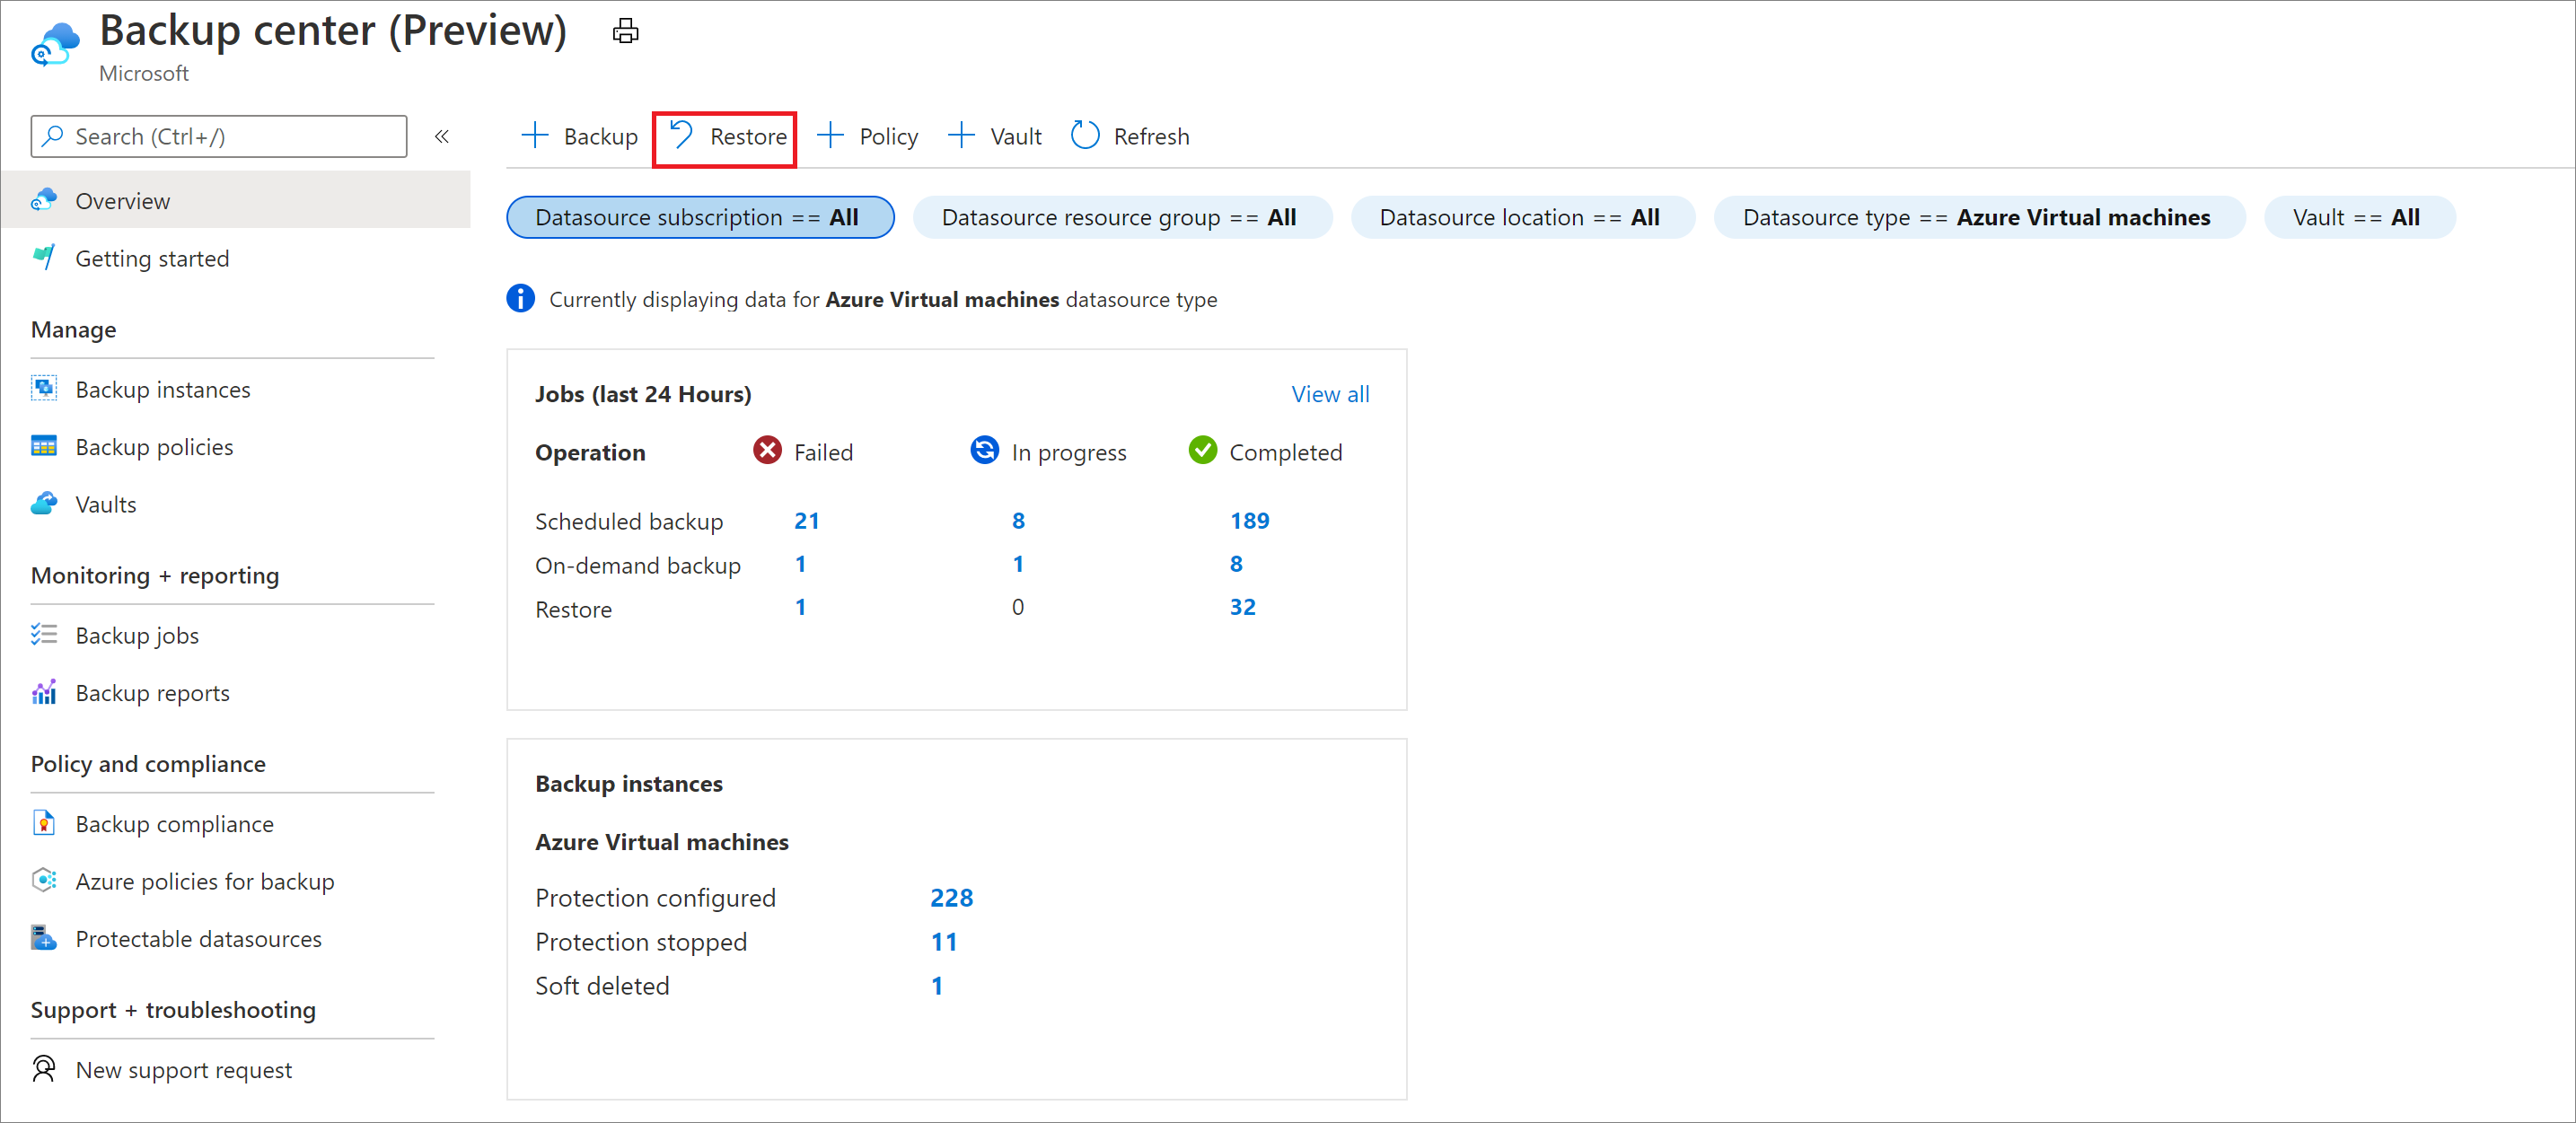 Backup center (Preview)
Microsoft
Search (Ctrl+/)
«
Overview
Getting started
Manage
Backup instances
Backup policies
Vaults
Monitoring + reporting
Backup jobs
Backup reports
Policy and compliance
Backup compliance
Azure policies for backup
Protectable datasources
Support + troubleshooting
New support request
Backup Restore Policy Vault Refresh
Datasource subscription == All Datasource resource group == All Datasource location == All Datasource type == Azure Virtual machines Vault == All
Currently displaying data for Azure Virtual machines datasource type
Jobs (last 24 Hours) View all
Operation Failed In progress Completed
Scheduled backup 21 8 189
On-demand backup 1 1 8
Restore 1 0 32
Backup instances
Azure Virtual machines
Protection configured 228
Protection stopped 11
Soft deleted 1